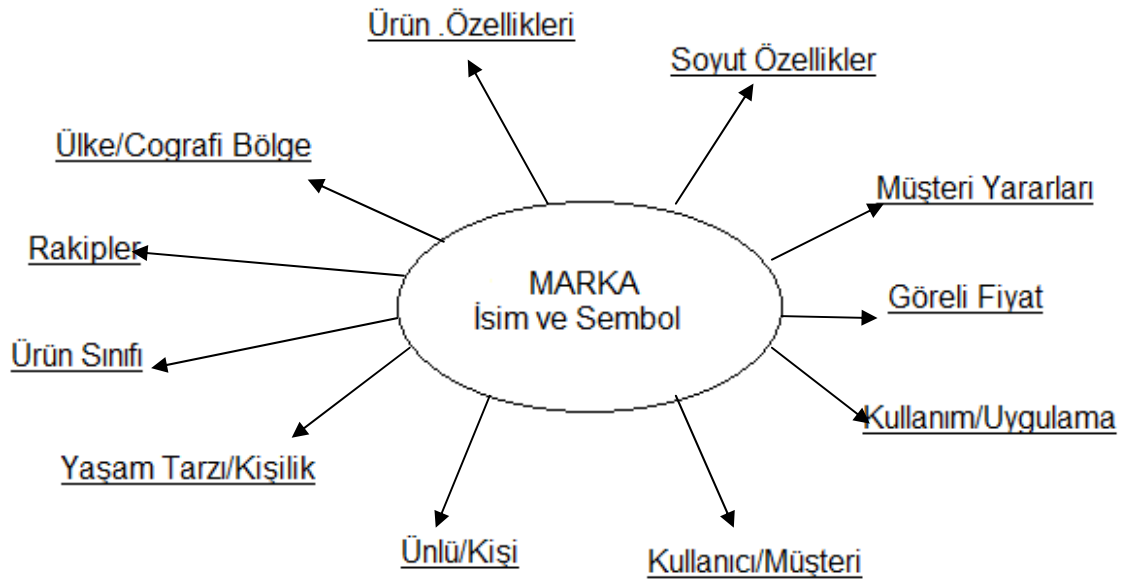 Ürün .Özellikleri
Soyut Özellikler
Ülke/Cografi Bölge
Müşteri Yararları
Rakipler
MARKA
İsim ve Sembol
Göreli Fiyat
Ürün Sınıfı
Kullanım/Uygulama
Yaşam Tarzı/Kişilik
Ünlü/Kişi
Kullanıcı/Müşteri